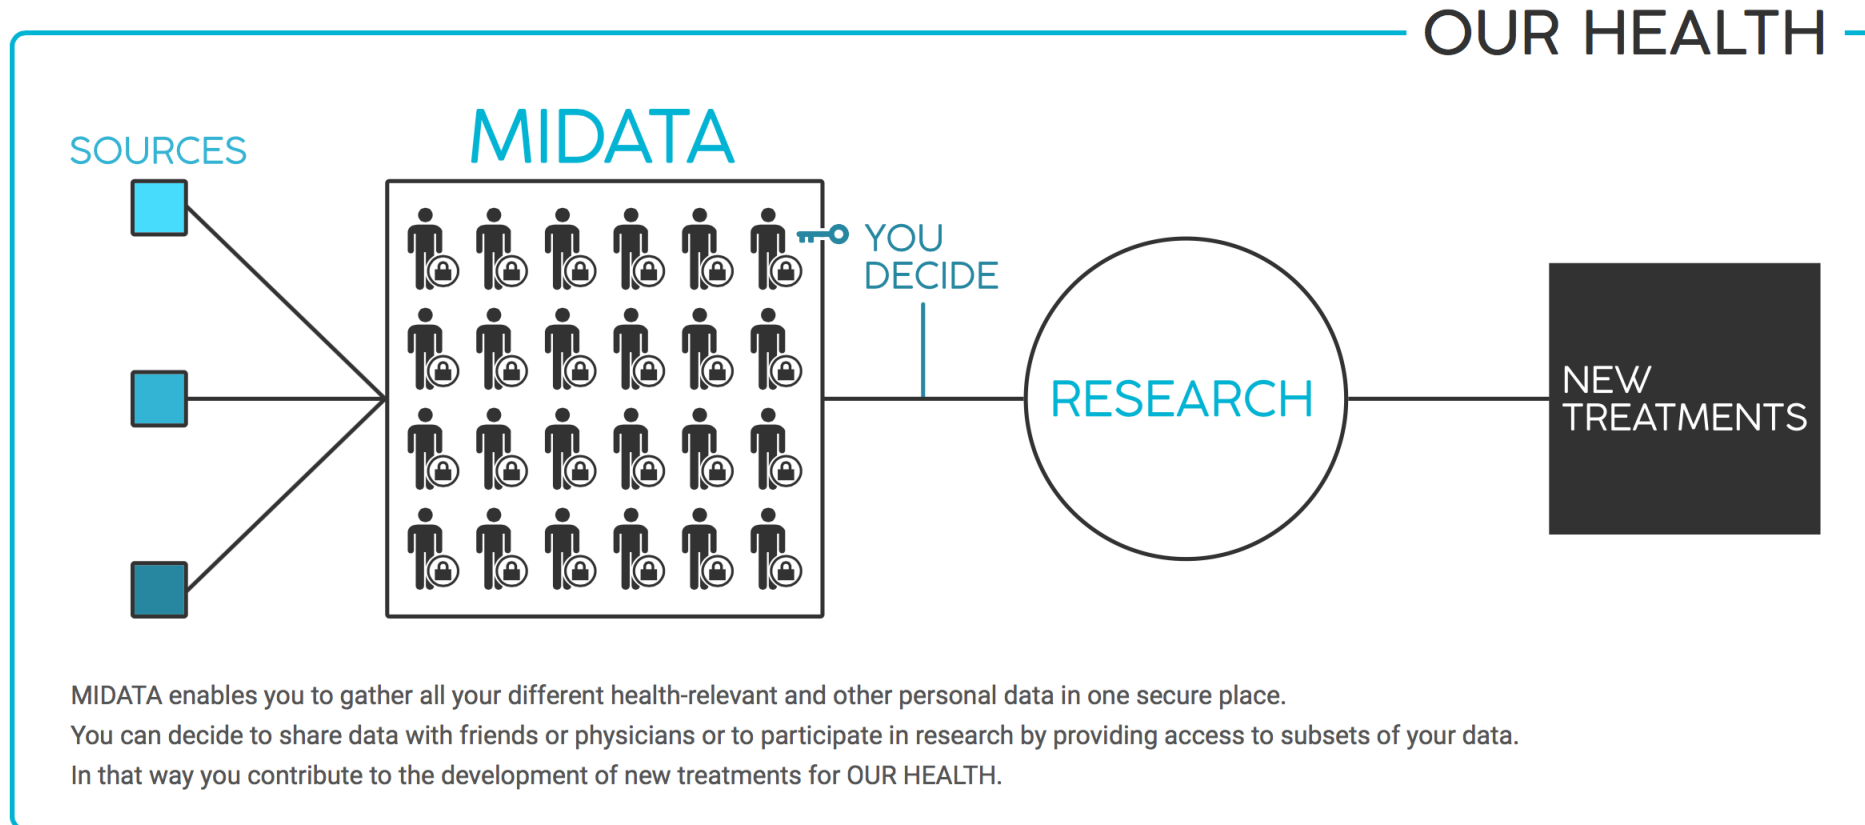 OUR HEALTH
SOURCES
MIDATA
YOU
DECIDE
RESEARCH
NEW
TREATMENTS
MIDATA enables you to gather all your different health-relevant and other personal data in one secure place.
You can decide to share data with friends or physicians or to participate in research by providing access to subsets of your data.
In that way you contribute to the development of new treatments for OUR HEALTH.